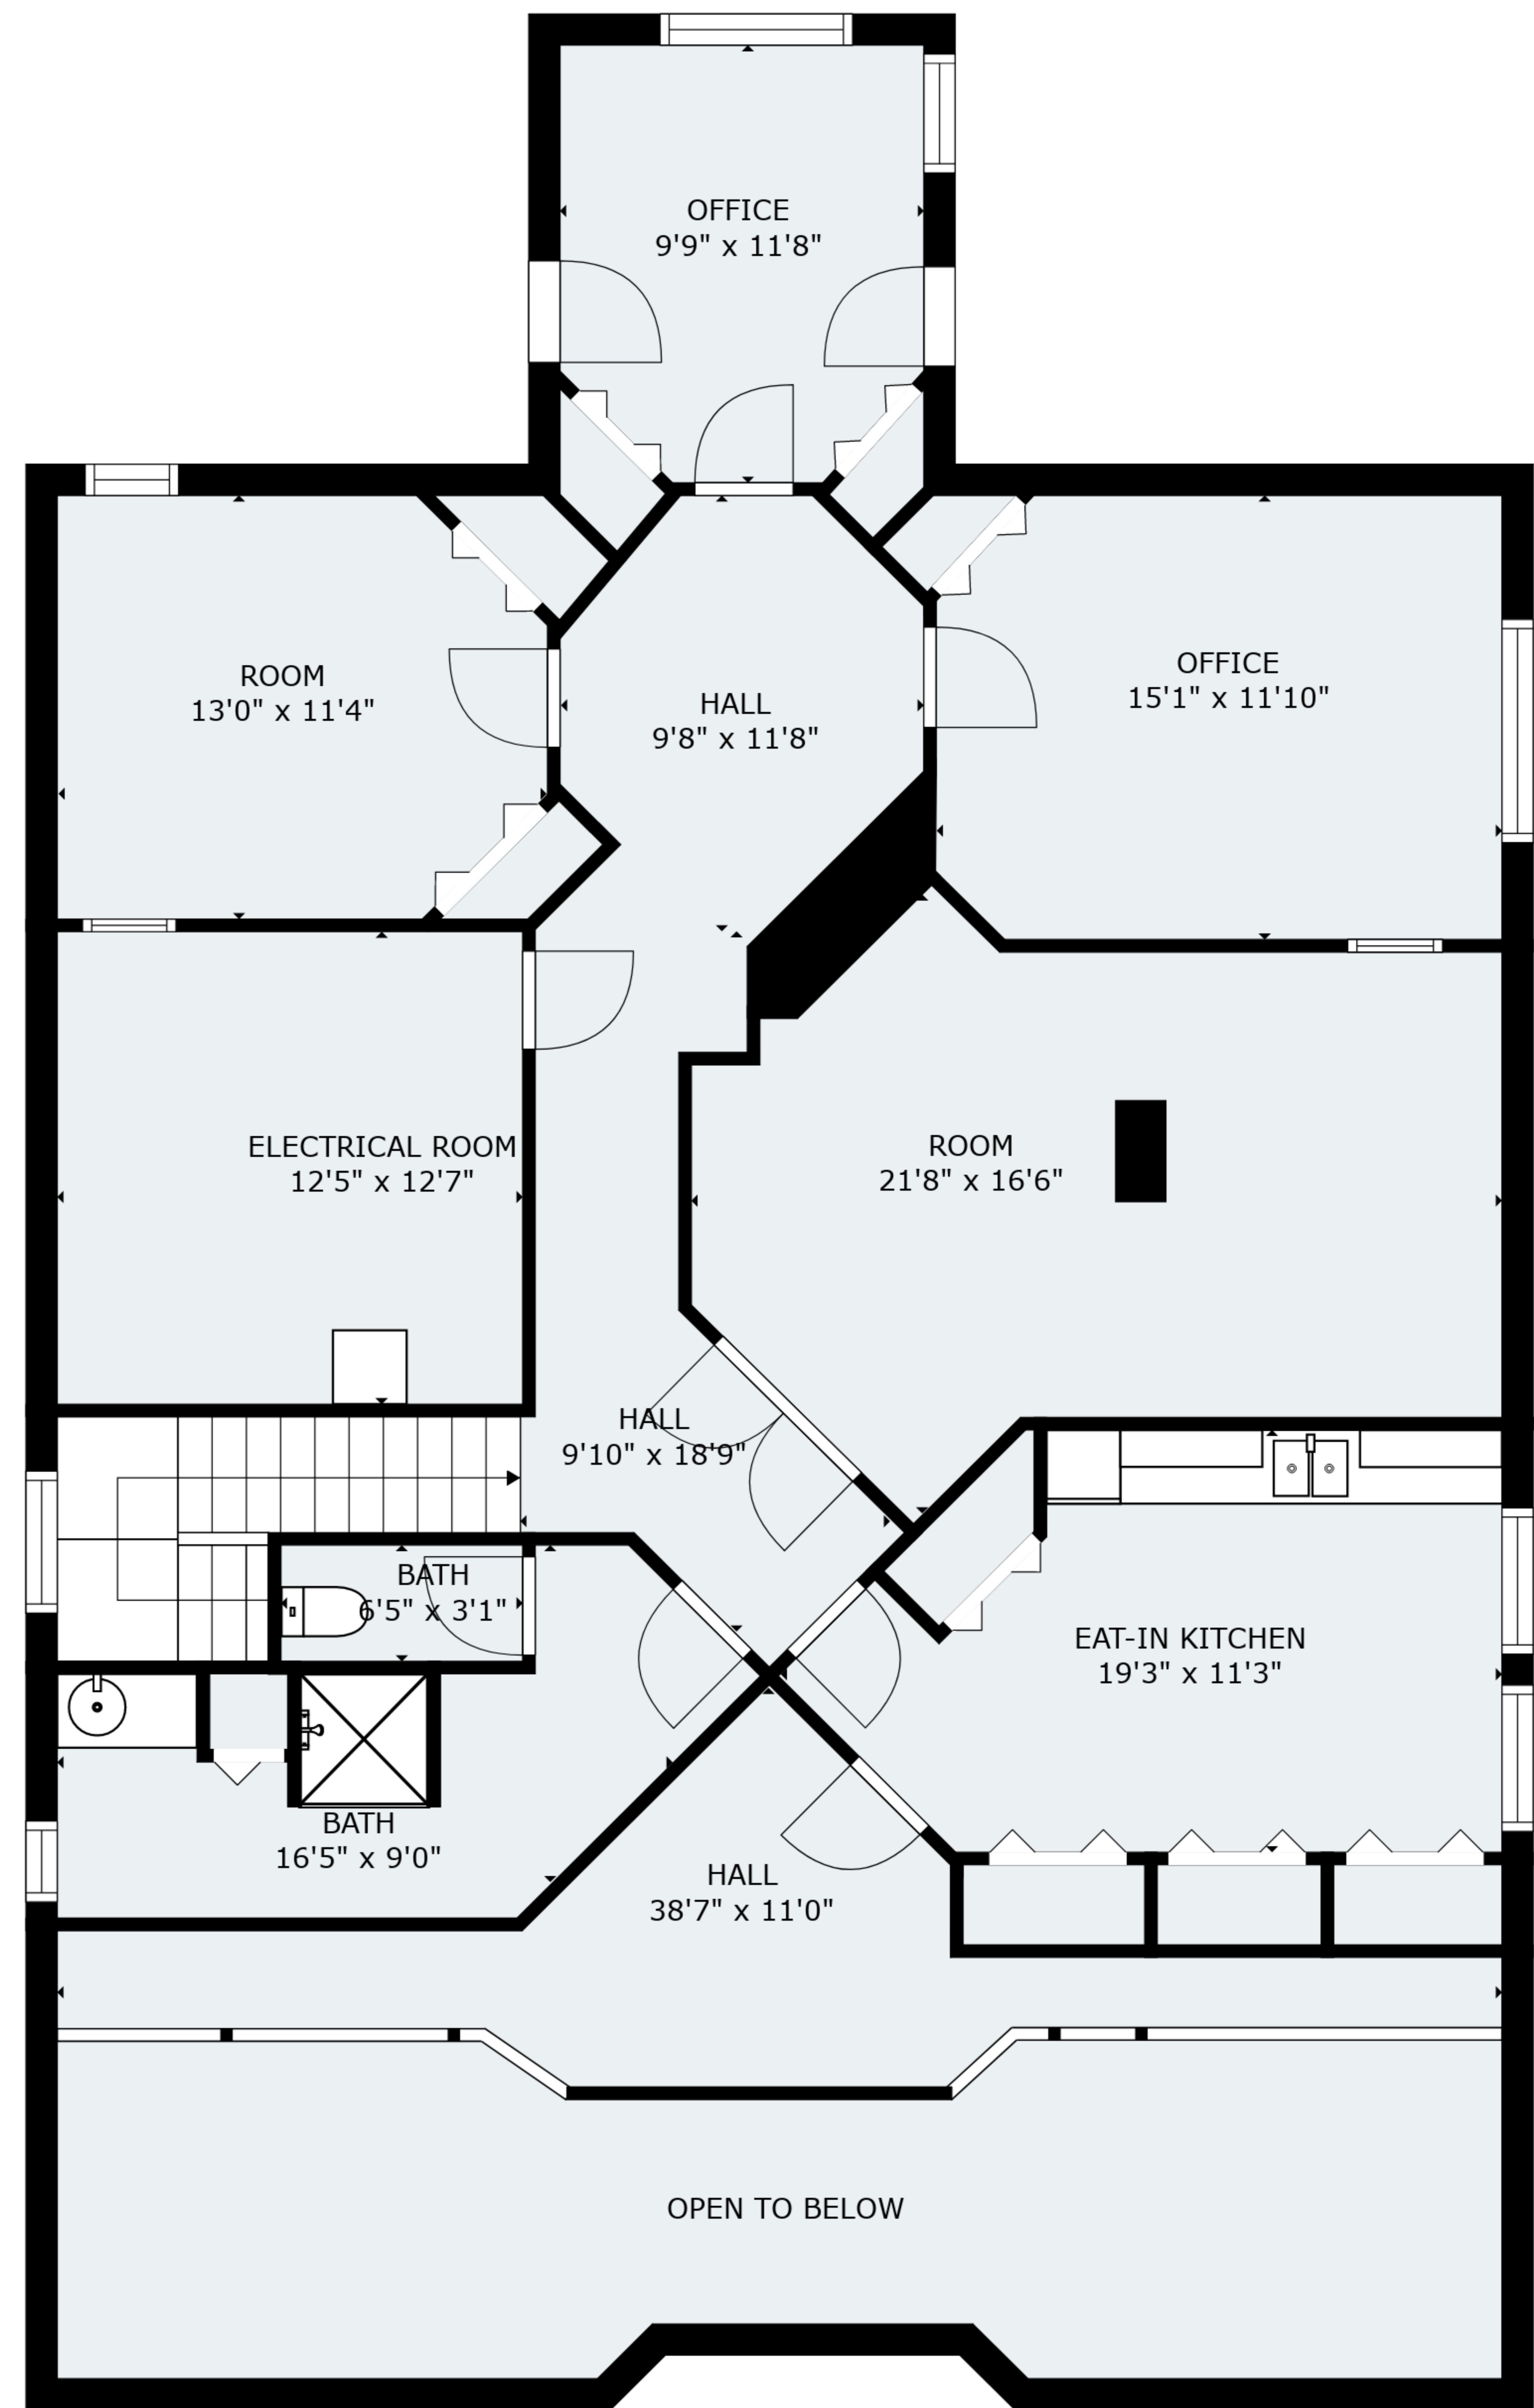 OFFICE
9'9" x 11'8"
ROOM
13'0" x 11'4"
HALL
9'8" x 11'8"
OFFICE
15'1" x 11'10"
ELECTRICAL ROOM
12'5" x 12'7"
ROOM
21'8" x 16'6"
HALL
9'10" x 18'9"
BATH
6'5" x 3'1"
EAT-IN KITCHEN
19'3" x 11'3"
BATH
16'5" x 9'0"
HALL
38'7" x 11'0"
OPEN TO BELOW